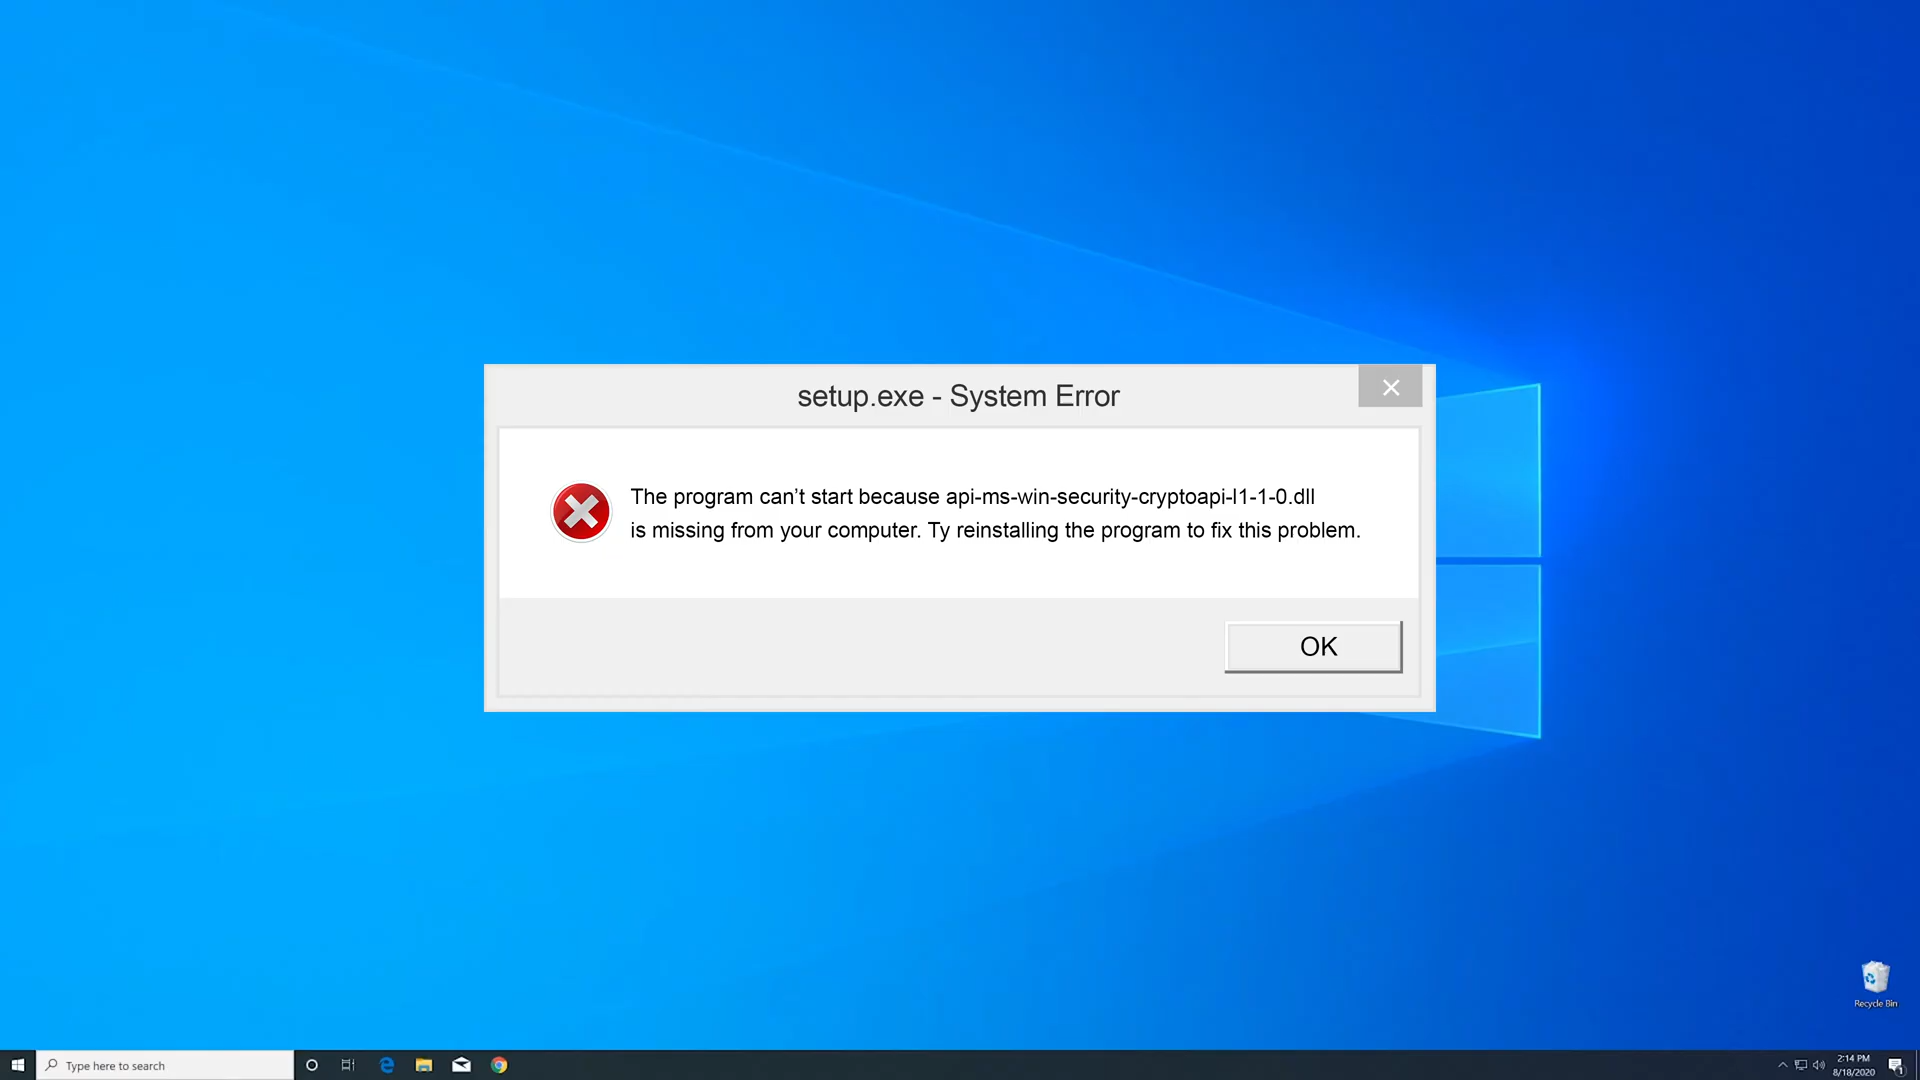 setup.exe - System Error
The program can’t start because api-ms-win-security-cryptoapi-l1-1-0.dll
is missing from your computer. Ty reinstalling the program to fix this problem.
OK
Recycle Bin
Type here to search
2:14 PM
8/18/2020
1